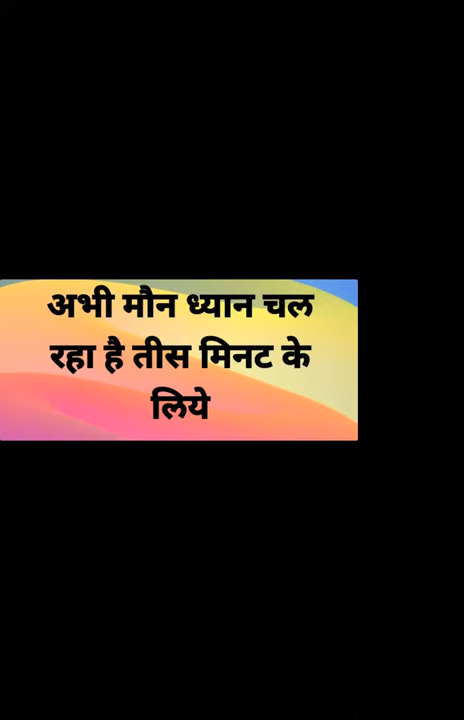 अभी मौन ध्यान चल
रहा है तीस मिनट के
लिये